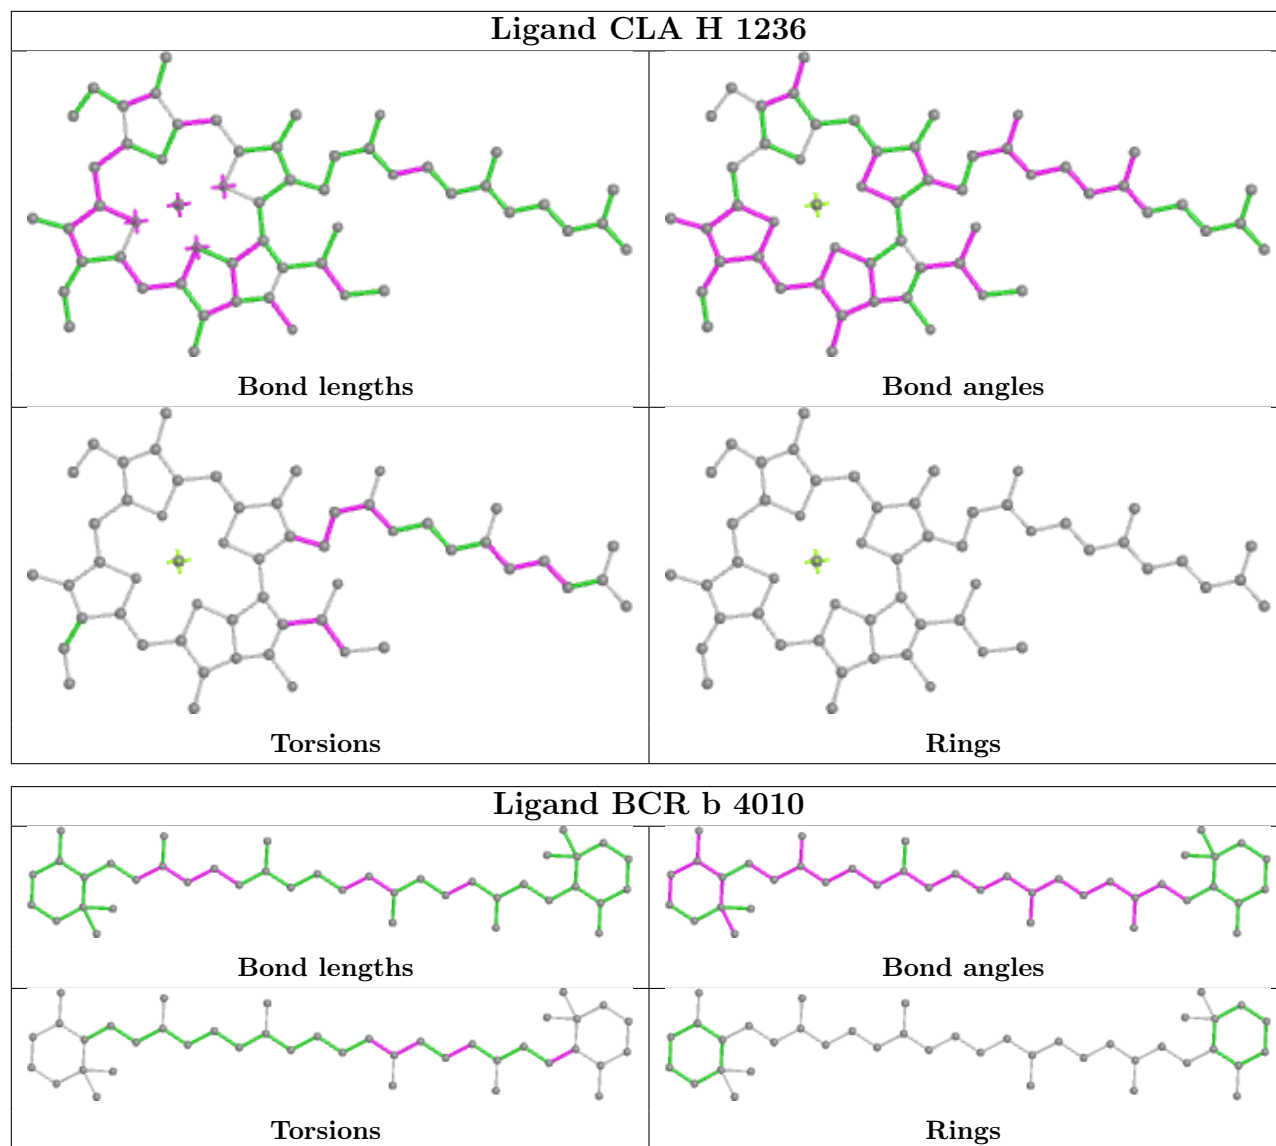 Ligand CLA H 1236
Bond lengths
Bond angles
Torsions
Rings
Ligand BCR b 4010
Bond lengths
Bond angles
Torsions
Rings